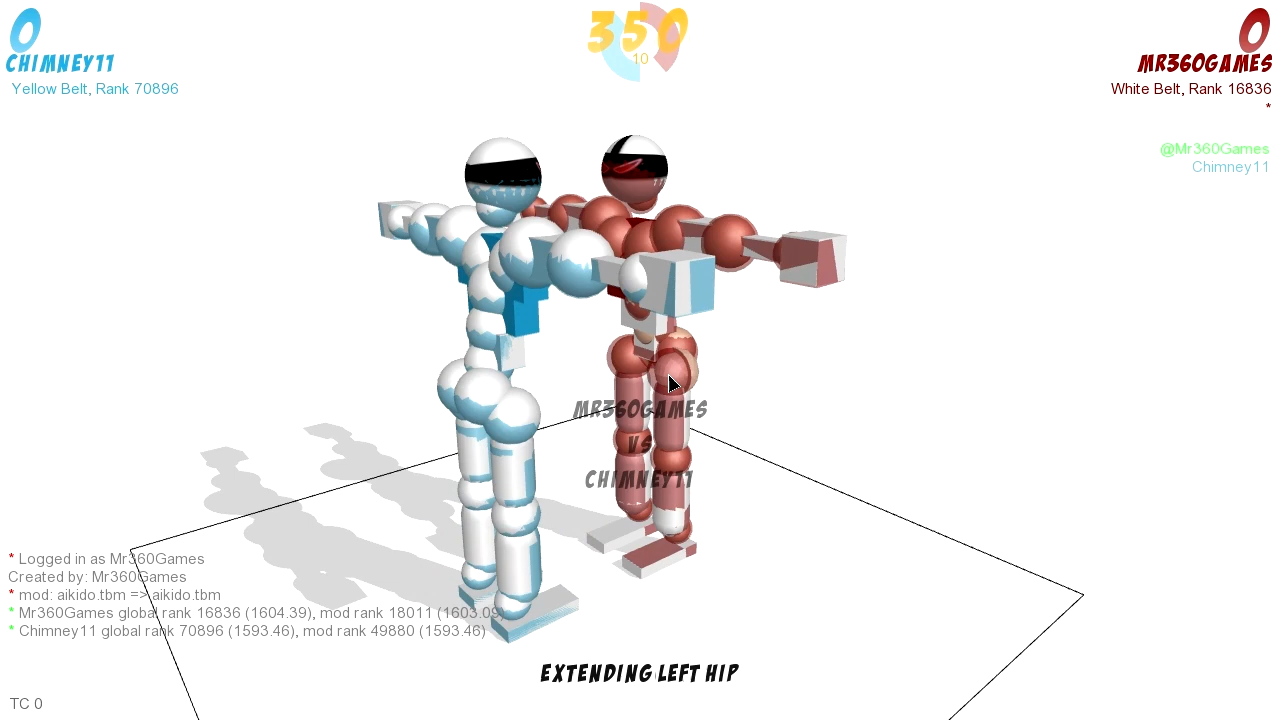 0
CHIMNEY11
Yellow Belt, Rank 70896
350
10
0
MR360GAMES
White Belt, Rank 16836
*
@Mr360Games
Chimney11
MR360GAMES
VS
CHIMNEY11
* Logged in as Mr360Games
Created by: Mr360Games
* mod: aikido.tbm => aikido.tbm
* Mr360Games global rank 16836 (1604.39), mod rank 18011 (1603.09)
* Chimney11 global rank 70896 (1593.46), mod rank 49880 (1593.46)
EXTENDING LEFT HIP
TC 0